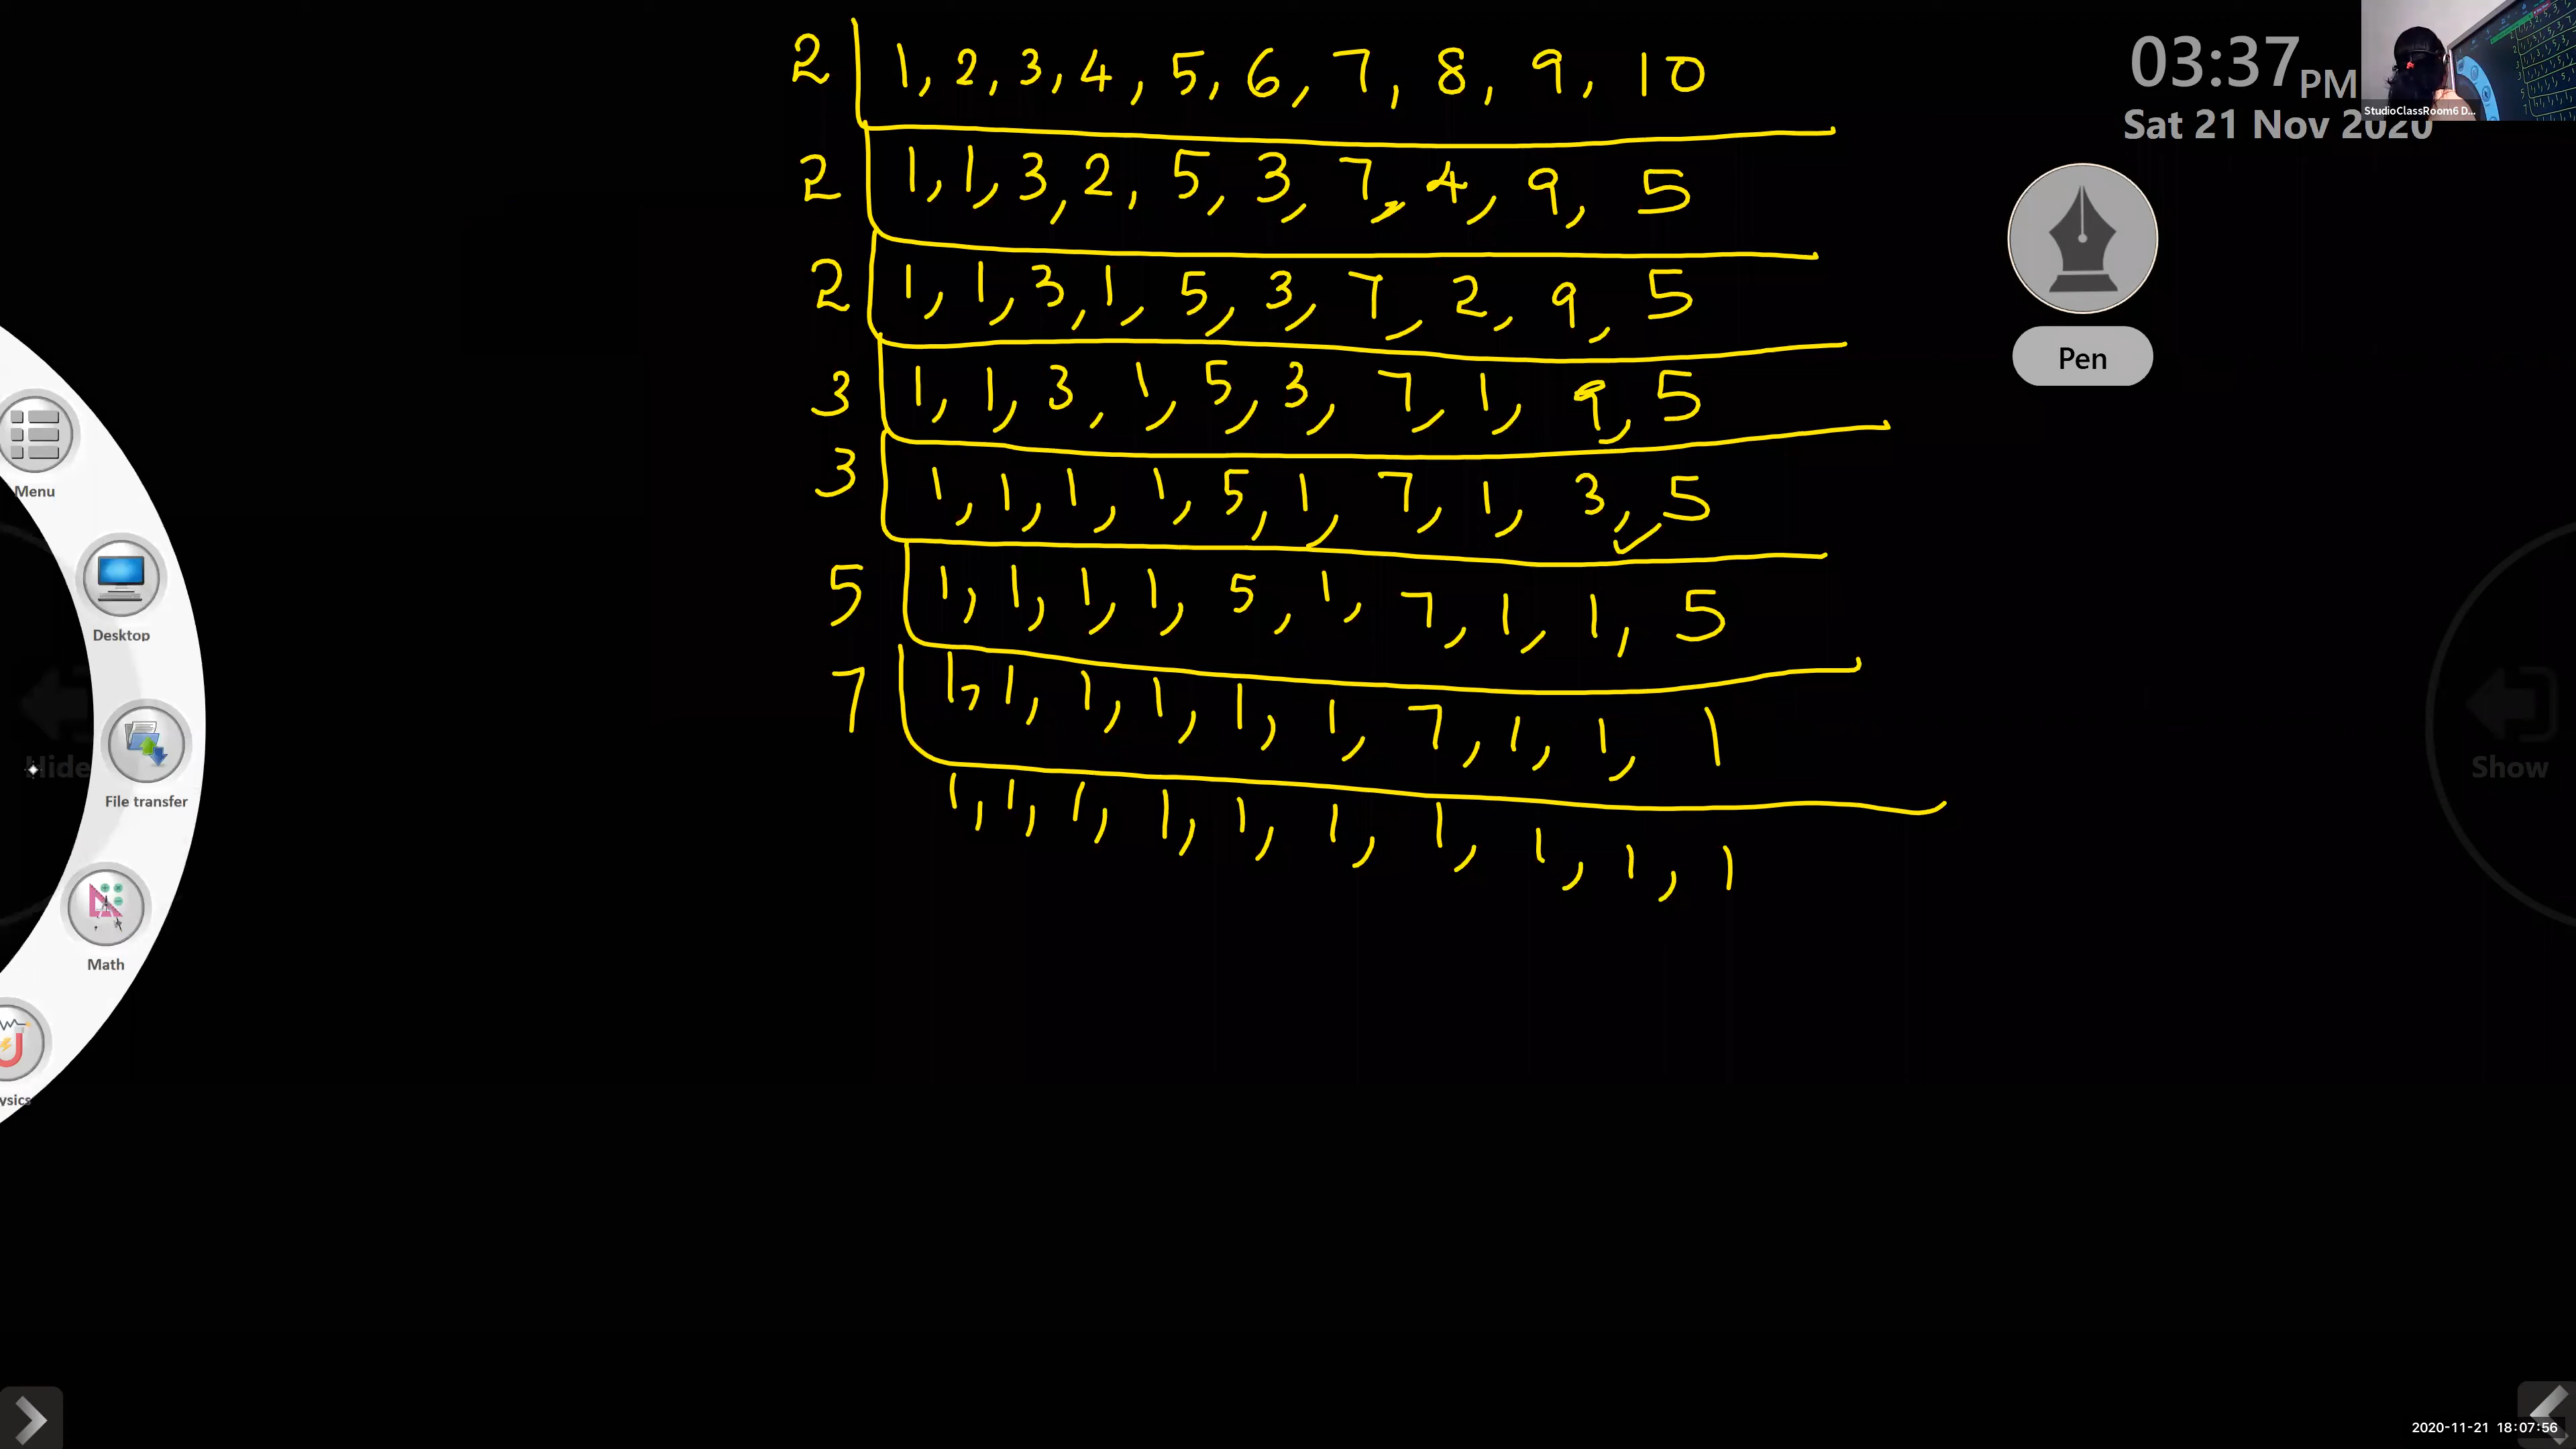 2 1, 2, 3, 4, 5, 6, 7, 8, 9, 10
2 1, 1, 3, 2, 5, 3, 7, 4, 9, 5
2 1, 1, 3, 1, 5, 3, 7, 2, 9, 5
3 1, 1, 3, 1, 5, 3, 7, 1, 9, 5
3 1, 1, 1, 1, 5, 1, 7, 1, 3, 5
5 1, 1, 1, 1, 5, 1, 7, 1, 1, 5
7 1, 1, 1, 1, 1, 1, 7, 1, 1, 1
1, 1, 1, 1, 1, 1, 1, 1, 1, 1
03:37 PM
Sat 21 Nov 2020
StudioClassRoom6 D...
Pen
Menu
Desktop
Hide
File transfer
Math
ysics
Show
2020-11-21 18:07:56